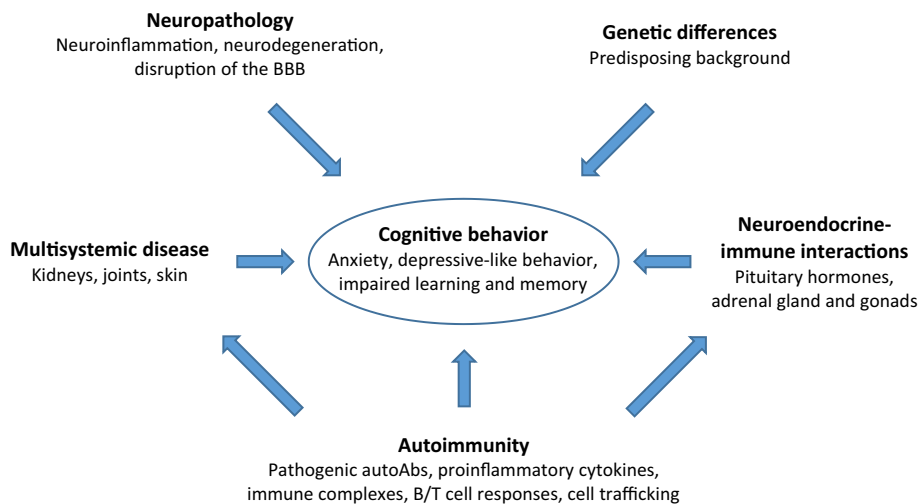 Neuropathology
Neuroinflammation, neurodegeneration,
disruption of the BBB
Genetic differences
Predisposing background
Multisystemic disease
Kidneys, joints, skin
Cognitive behavior
Anxiety, depressive-like behavior,
impaired learning and memory
Neuroendocrine-
immune interactions
Pituitary hormones,
adrenal gland and gonads
Autoimmunity
Pathogenic autoAbs, proinflammatory cytokines,
immune complexes, B/T cell responses, cell trafficking